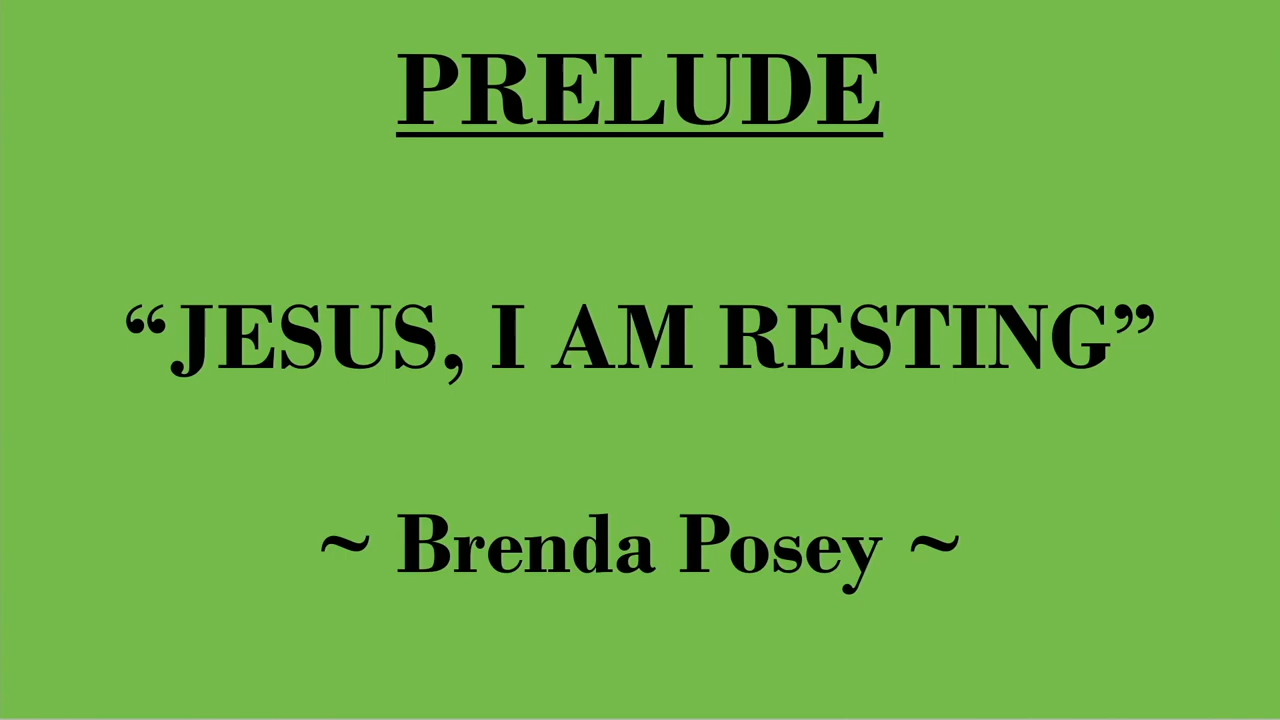 PRELUDE
“JESUS, I AM RESTING”
~ Brenda Posey ~